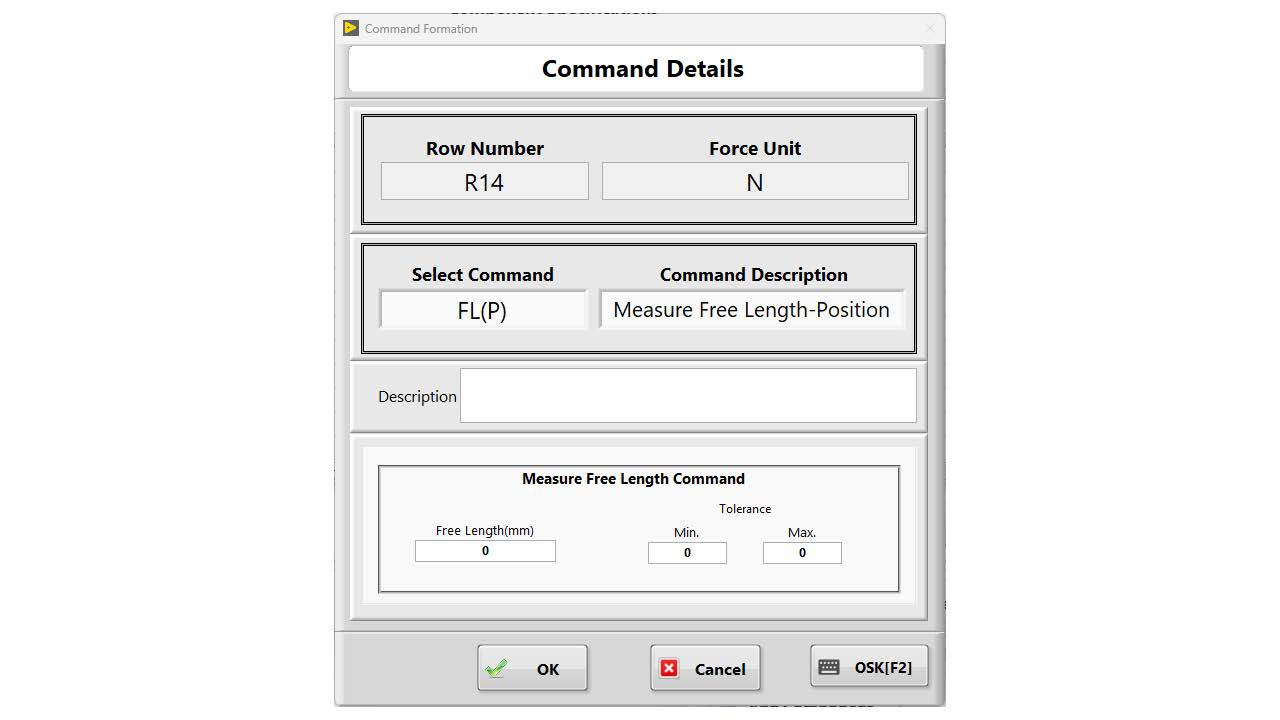 Command Formation
Command Details
Row Number Force Unit
R14 N
Select Command Command Description
FL(P) Measure Free Length-Position
Description
Measure Free Length Command
Tolerance
Free Length(mm) Min. Max.
0 0 0
OK Cancel OSK[F2]